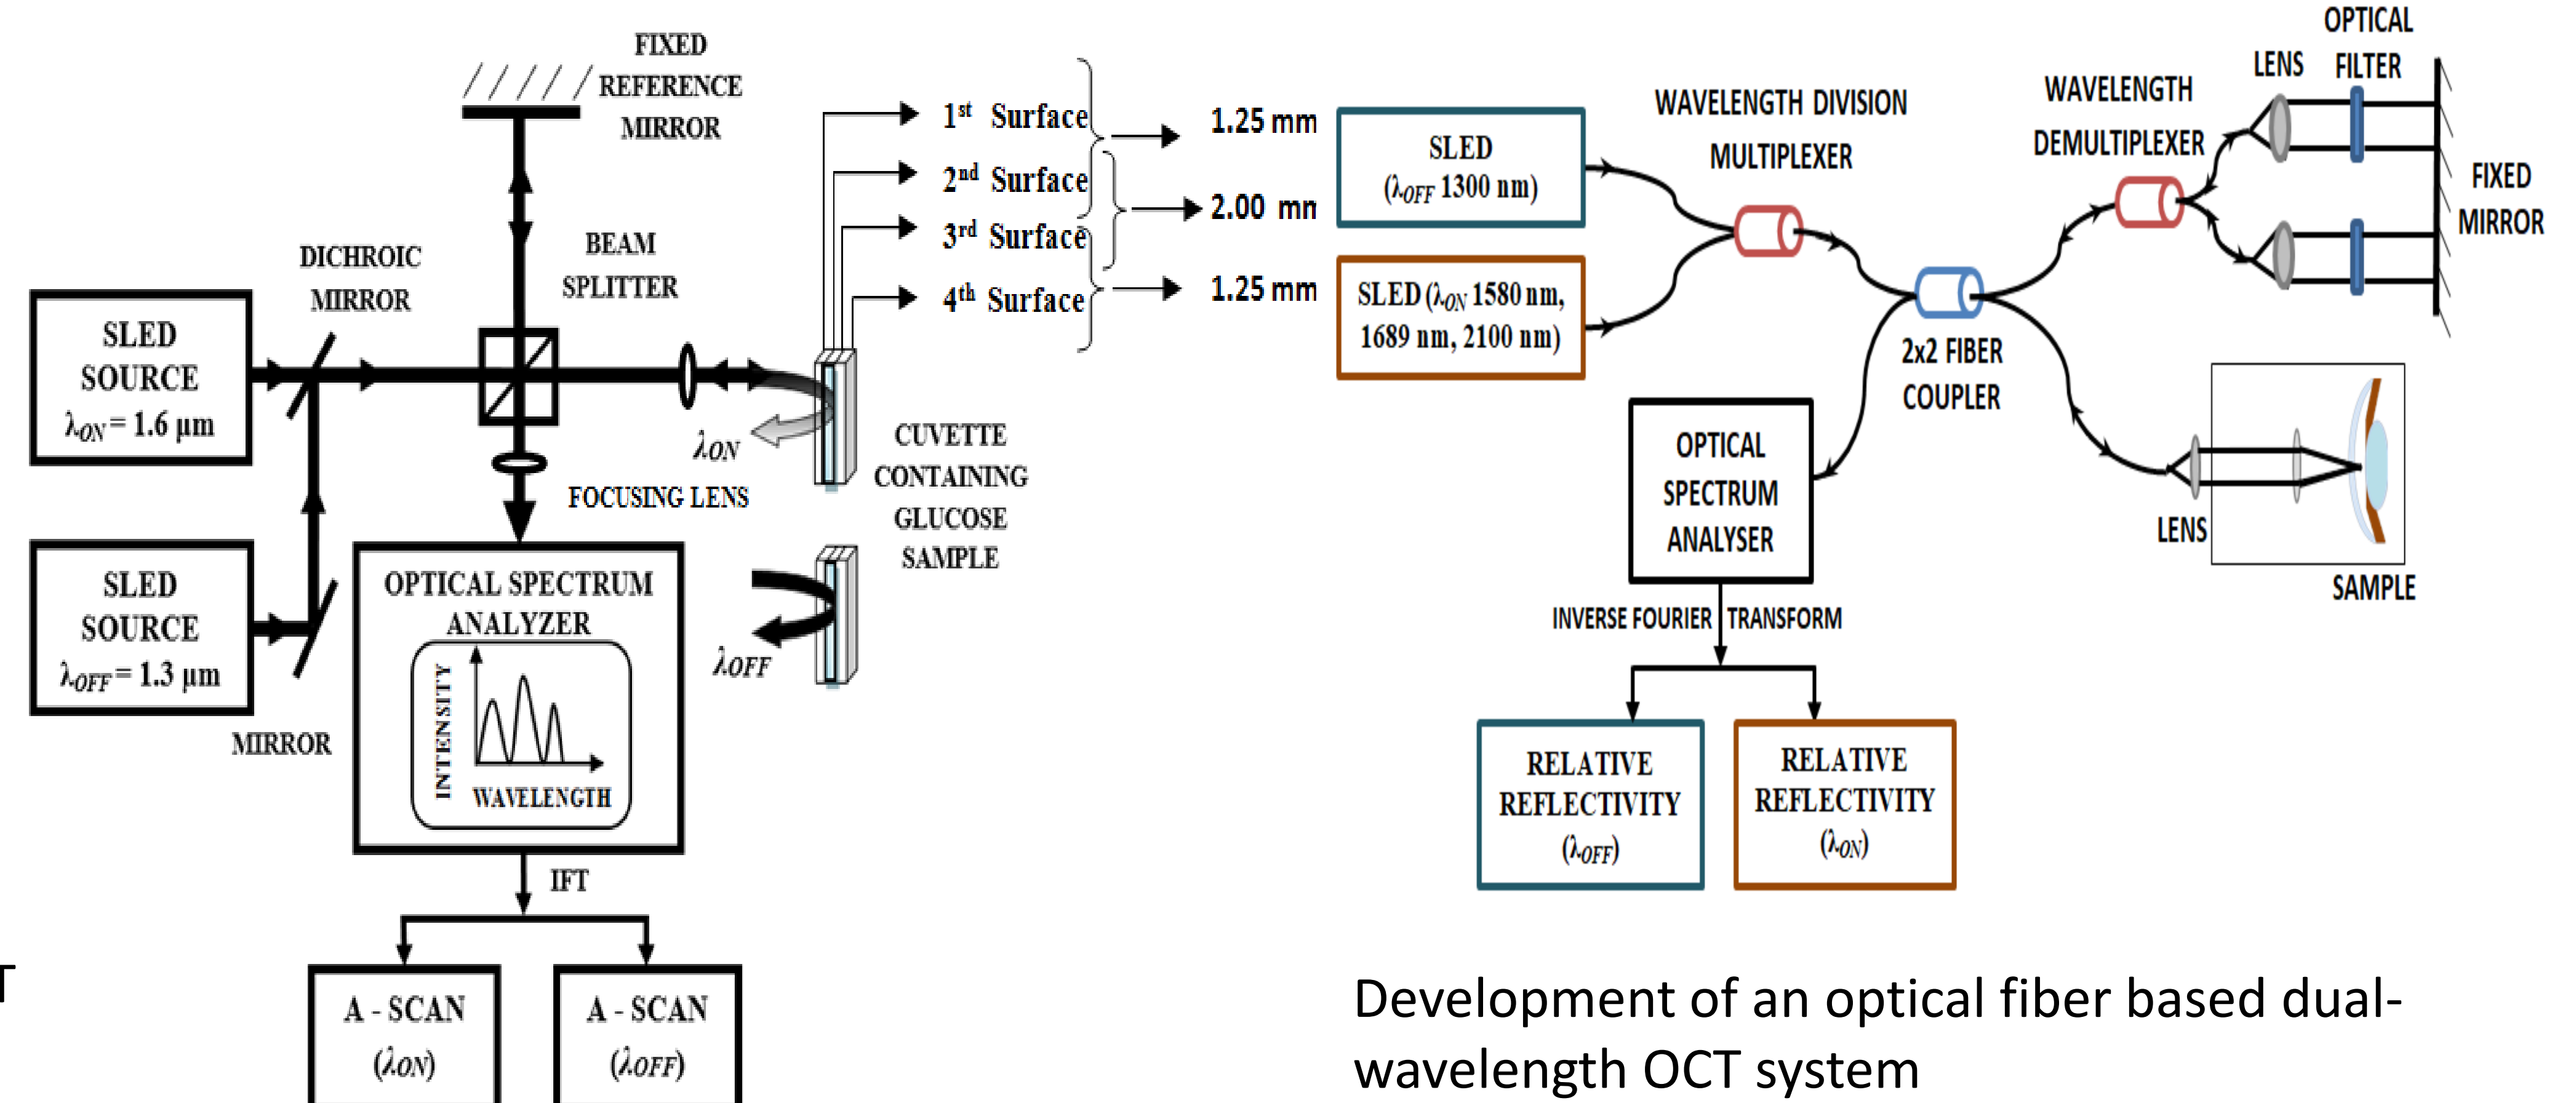 FIXED
REFERENCE
MIRROR
DICHROIC
MIRROR
BEAM
SPLITTER
SLED
SOURCE
λON = 1.6 µm
SLED
SOURCE
λOFF = 1.3 µm
MIRROR
FOCUSING LENS
λON
λOFF
CUVETTE
CONTAINING
GLUCOSE
SAMPLE
1st Surface
2nd Surface
3rd Surface
4th Surface
1.25 mm
2.00 mm
1.25 mm
OPTICAL SPECTRUM
ANALYZER
INTENSITY
WAVELENGTH
IFT
A - SCAN
(λON)
A - SCAN
(λOFF)
T
SLED
(λOFF 1300 nm)
SLED (λON 1580 nm,
1689 nm, 2100 nm)
WAVELENGTH DIVISION
MULTIPLEXER
WAVELENGTH
DEMULTIPLEXER
LENS
OPTICAL
FILTER
FIXED
MIRROR
2x2 FIBER
COUPLER
OPTICAL
SPECTRUM
ANALYSER
LENS
SAMPLE
INVERSE FOURIER TRANSFORM
RELATIVE
REFLECTIVITY
(λOFF)
RELATIVE
REFLECTIVITY
(λON)
Development of an optical fiber based dual-
wavelength OCT system